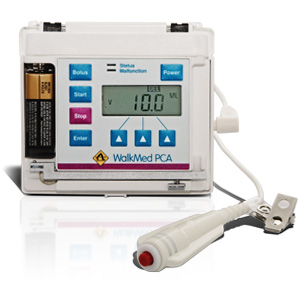 Status
Malfunction
Bolus
Power
Start
Stop
Enter
V 10.0 ML
WalkMed PCA